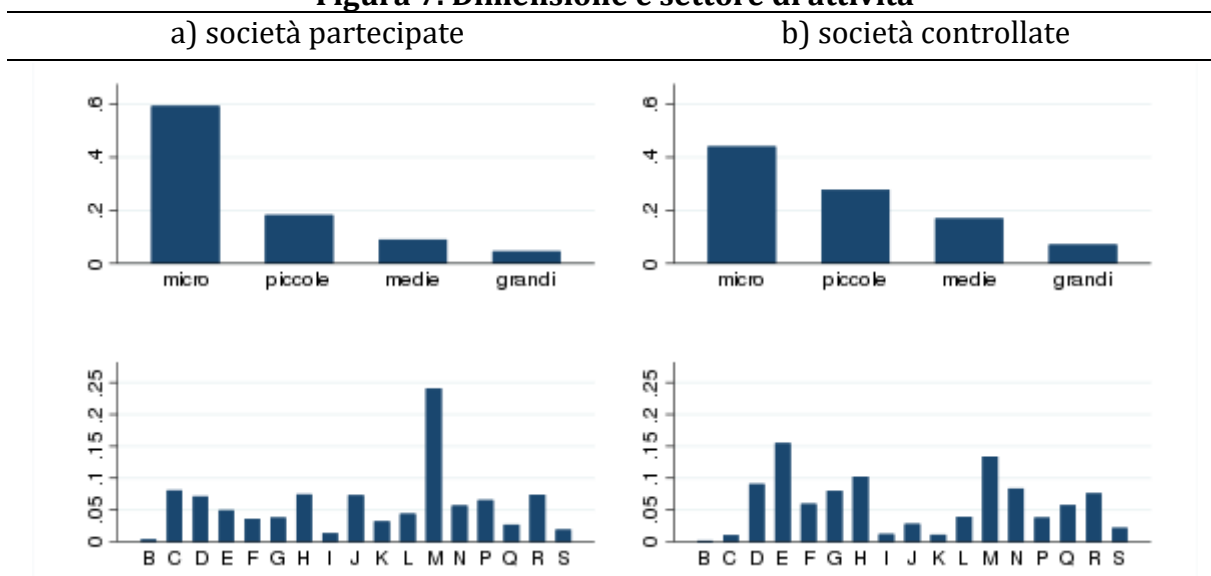 Figura 7. Dimensione e settore di attività
a) società partecipate b) società controllate
.6 .4 .2 0
micro piccole medie grandi
.6 .4 .2 0
micro piccole medie grandi
.25 .2 .15 .1 .05 0
B C D E F G H I J K L M N P Q R S
.25 .2 .15 .1 .05 0
B C D E F G H I J K L M N P Q R S